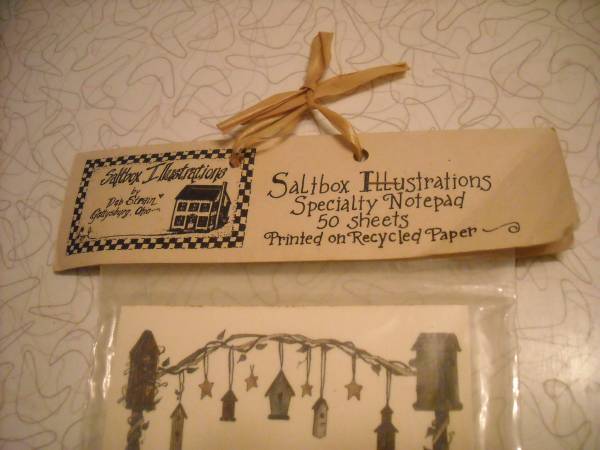 Saltbox Illustrations
by
Deb Strain
Gettysburg, Ohio
Saltbox Illustrations
Specialty Notepad
50 sheets
Printed on Recycled Paper